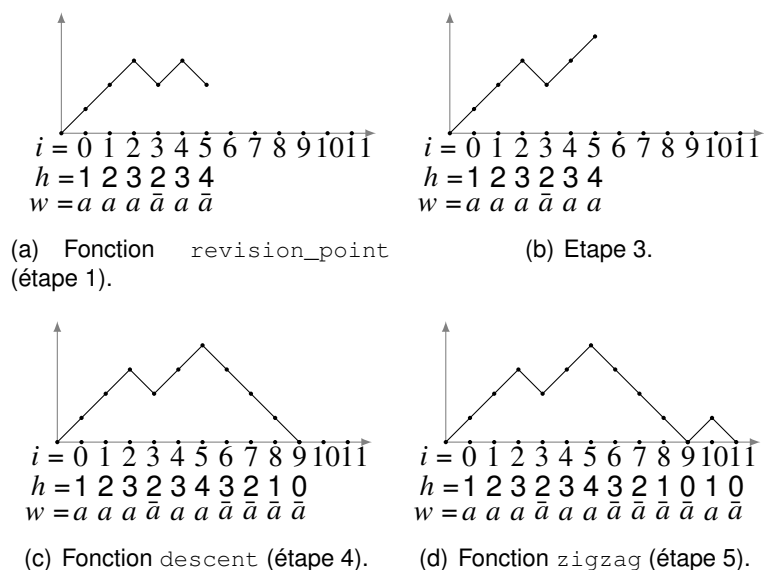 i = 0 1 2 3 4 5 6 7 8 9 10 11
h = 1 2 3 2 3 4
w = a a a ā a ā
(a) Fonction revision_point
(étape 1).
i = 0 1 2 3 4 5 6 7 8 9 10 11
h = 1 2 3 2 3 4
w = a a a ā a a
(b) Etape 3.
i = 0 1 2 3 4 5 6 7 8 9 10 11
h = 1 2 3 2 3 4 3 2 1 0
w = a a a ā a a ā ā ā ā
(c) Fonction descent (étape 4).
i = 0 1 2 3 4 5 6 7 8 9 10 11
h = 1 2 3 2 3 4 3 2 1 0 1 0
w = a a a ā a a ā ā ā ā a ā
(d) Fonction zigzag (étape 5).